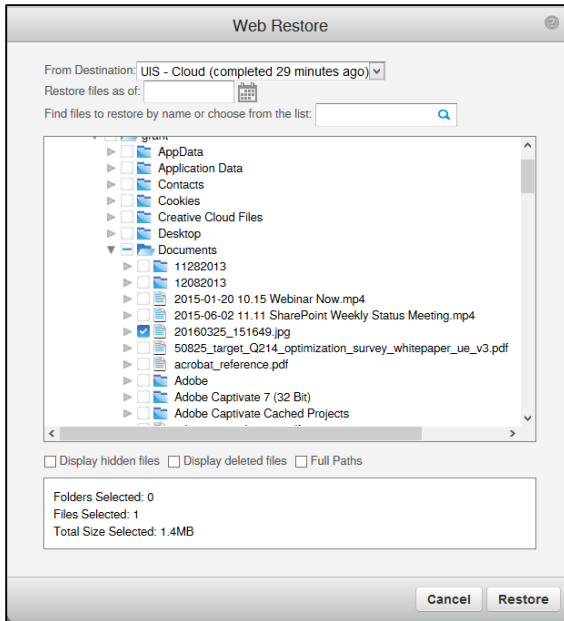 Web Restore
?
From Destination: UIS - Cloud (completed 29 minutes ago)
Restore files as of:
Find files to restore by name or choose from the list:
grant
AppData
Application Data
Contacts
Cookies
Creative Cloud Files
Desktop
Documents
11282013
12082013
2015-01-20 10.15 Webinar Now.mp4
2015-06-02 11.11 SharePoint Weekly Status Meeting.mp4
20160325_151649.jpg
50825_target_Q214_optimization_survey_whitepaper_ue_v3.pdf
acrobat_reference.pdf
Adobe
Adobe Captivate 7 (32 Bit)
Adobe Captivate Cached Projects
Display hidden files Display deleted files Full Paths
Folders Selected: 0
Files Selected: 1
Total Size Selected: 1.4MB
Cancel Restore